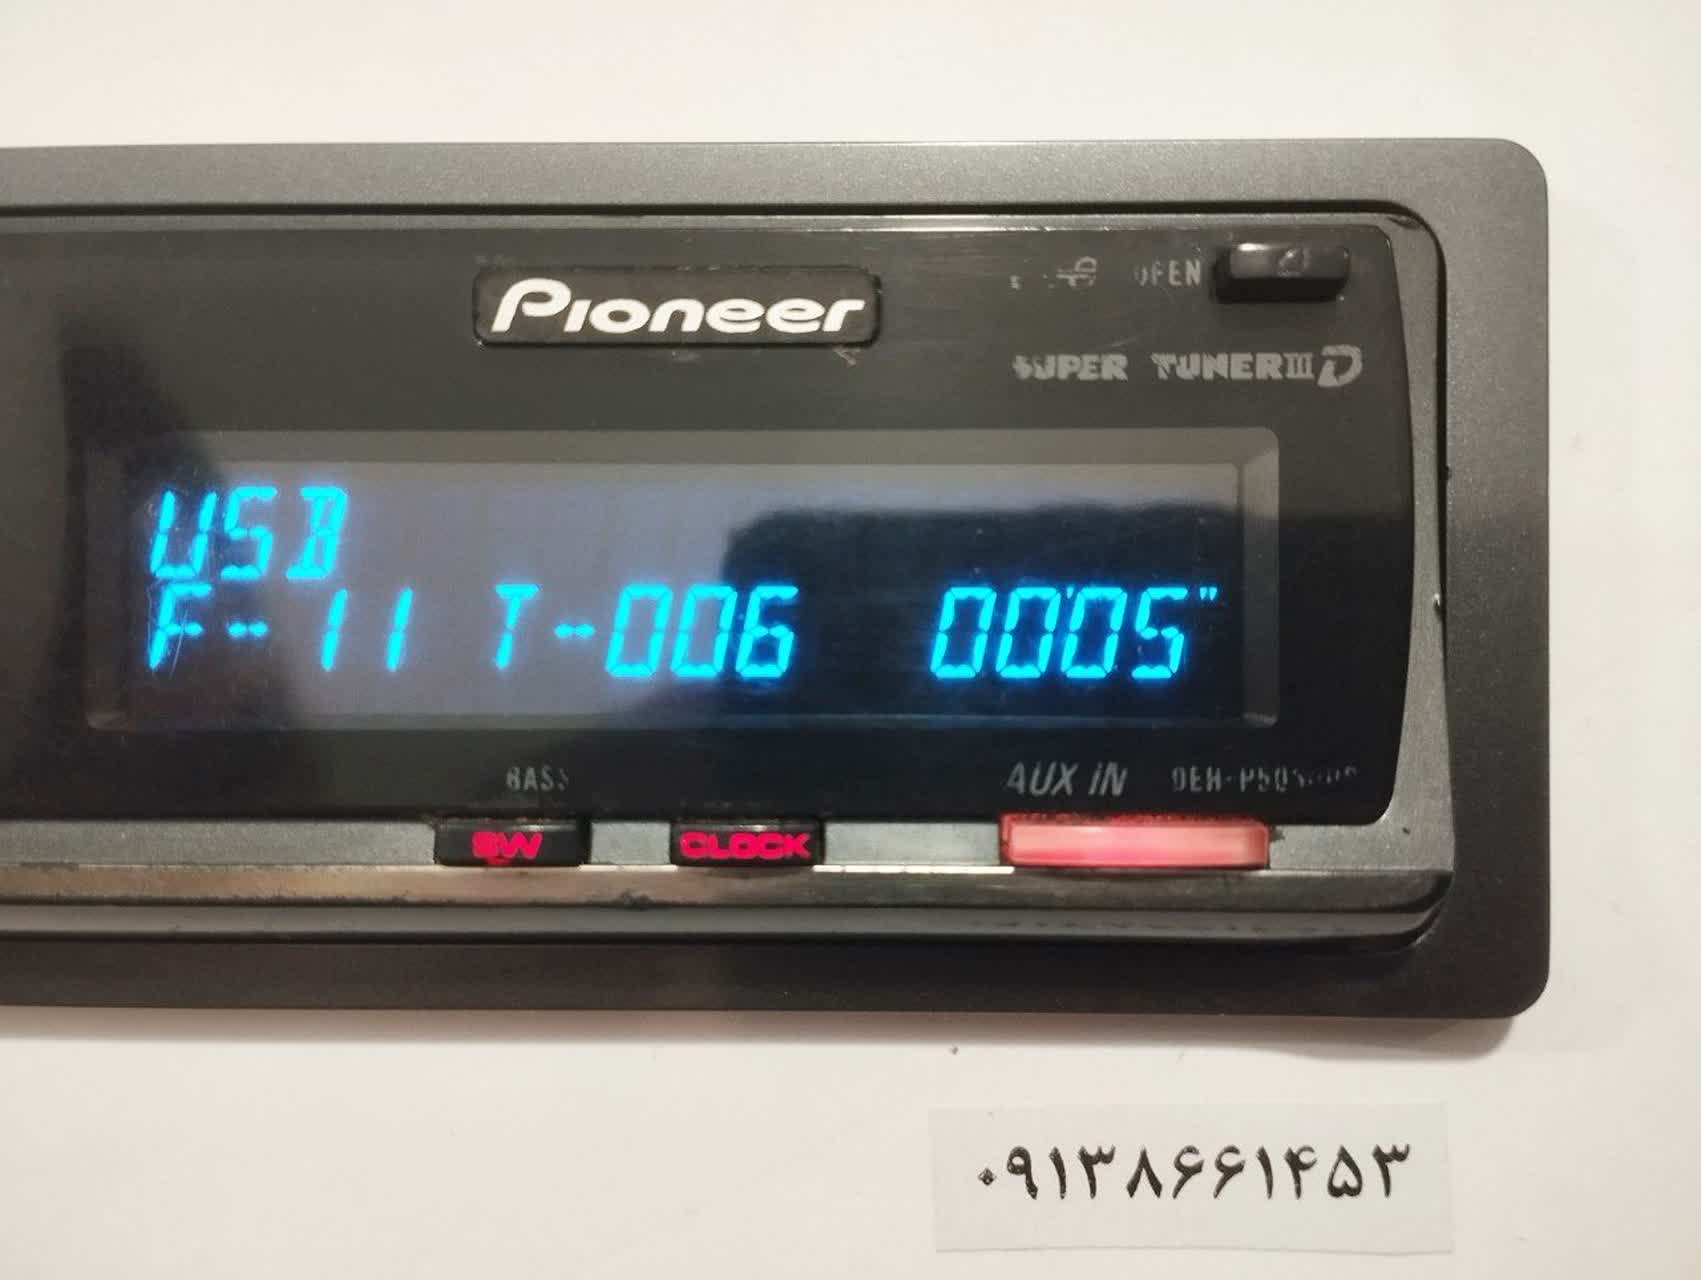 Pioneer
OPEN
SUPER TUNER III D
USB
F-11 T-006 00'05"
BASS
AUX IN
SW CLOCK
۰۹۱۳۸۶۶۱۴۵۳